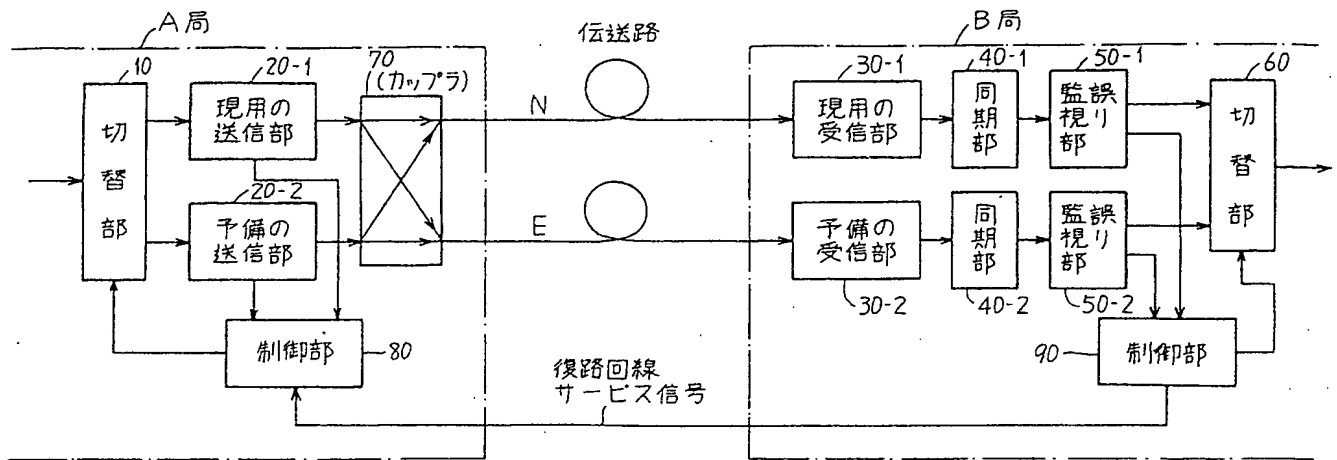 A局
10
切替部
20-1
現用の
送信部
20-2
予備の
送信部
70
(カップラ)
制御部
80
伝送路
N
E
復路回線
サービス信号
B局
30-1
現用の
受信部
40-1
同期部
50-1
誤り
監視部
60
切替部
予備の
受信部
30-2
同期部
40-2
誤り
監視部
50-2
90
制御部